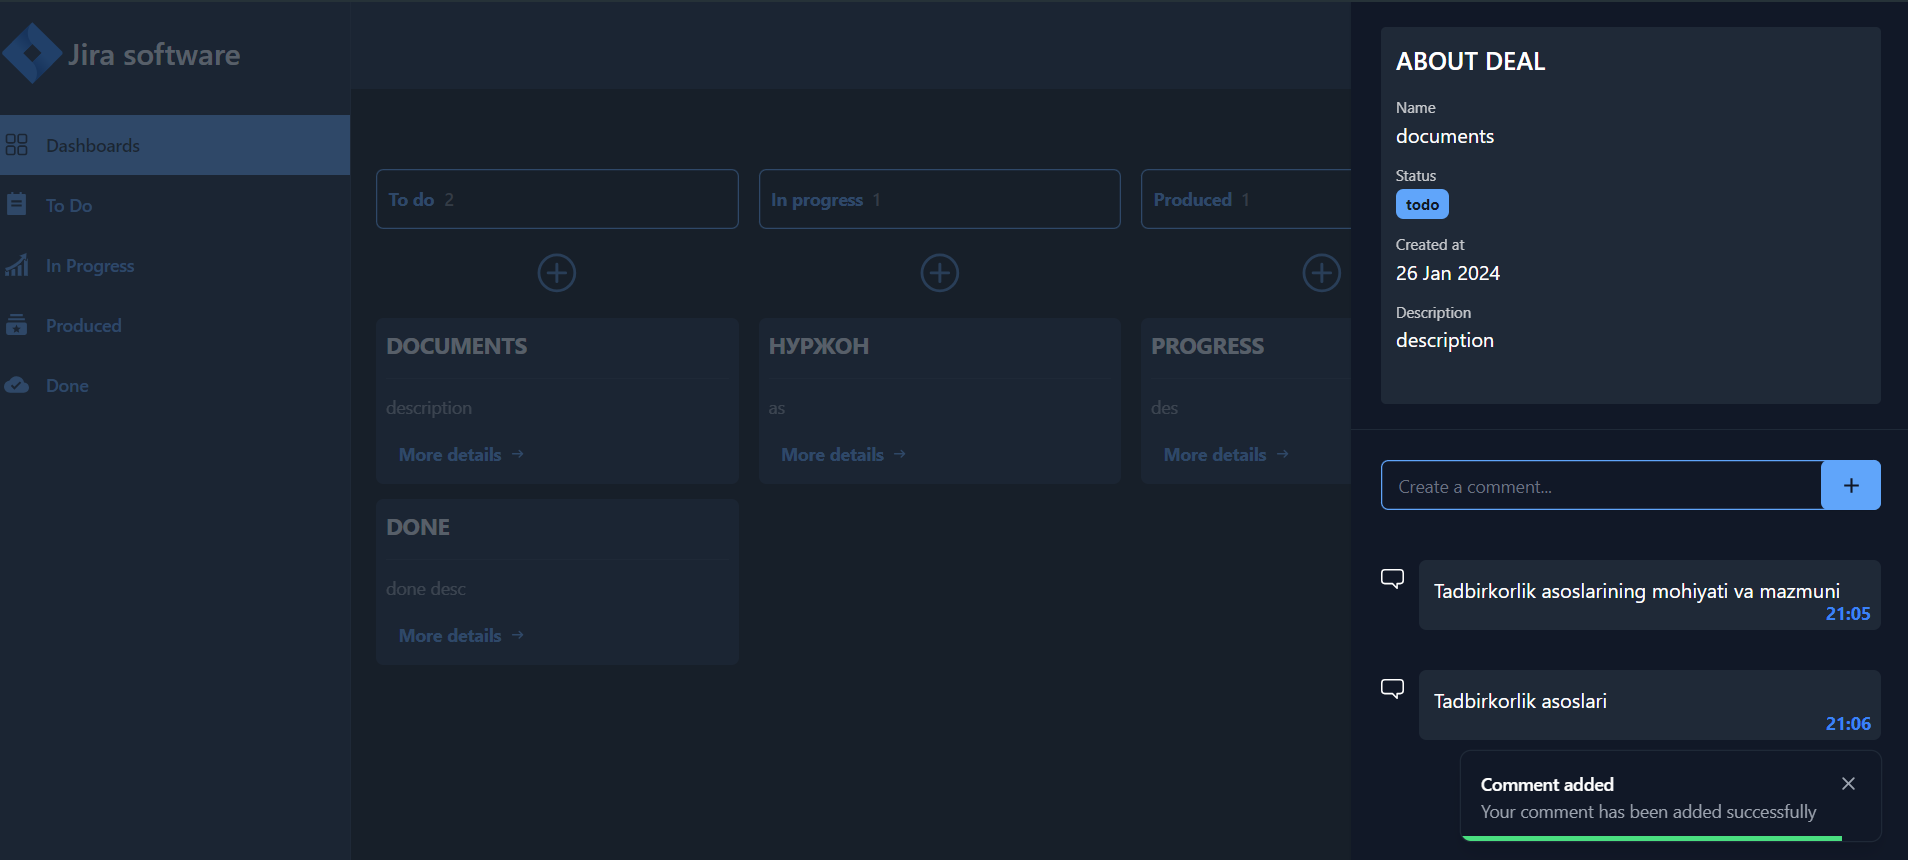 Jira software
Dashboards
To Do
In Progress
Produced
Done
To do 2
In progress 1
Produced 1
DOCUMENTS
description
More details →
DONE
done desc
More details →
НУРЖОН
as
More details →
PROGRESS
des
More details →
ABOUT DEAL
Name
documents
Status
todo
Created at
26 Jan 2024
Description
description
Create a comment...
Tadbirkorlik asoslarining mohiyati va mazmuni
21:05
Tadbirkorlik asoslari
21:06
Comment added
Your comment has been added successfully